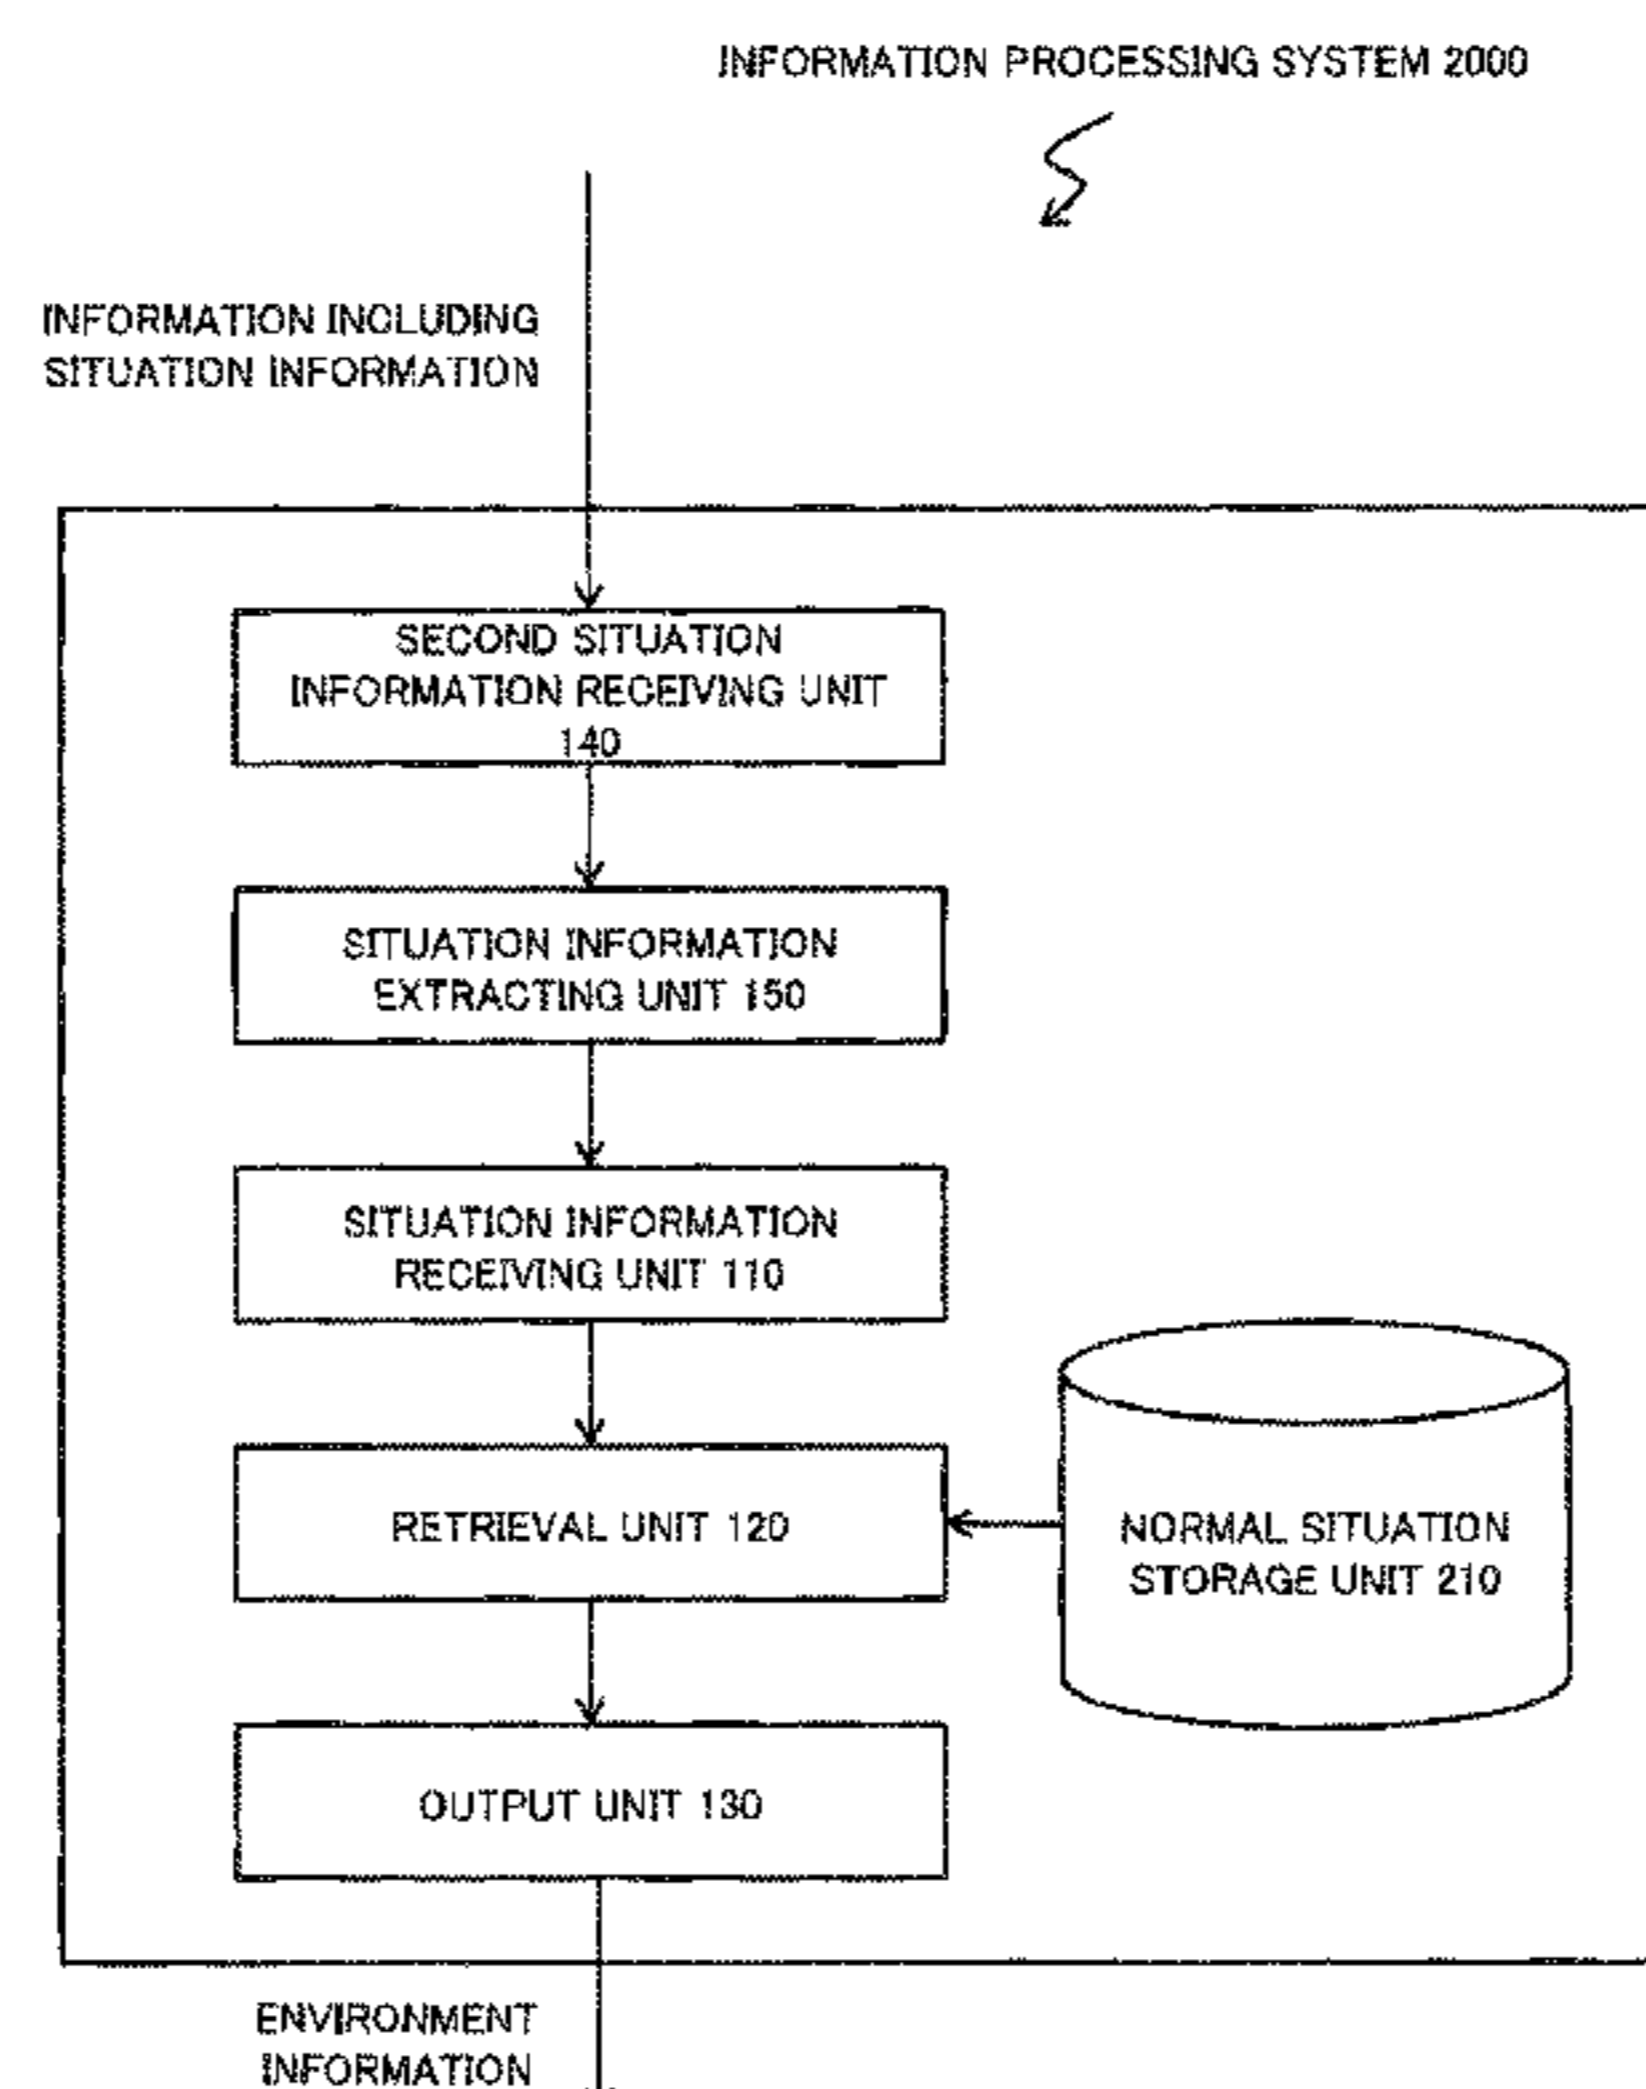 INFORMATION PROCESSING SYSTEM 2000
INFORMATION INCLUDING
SITUATION INFORMATION
SECOND SITUATION
INFORMATION RECEIVING UNIT
140
SITUATION INFORMATION
EXTRACTING UNIT 150
SITUATION INFORMATION
RECEIVING UNIT 110
RETRIEVAL UNIT 120
NORMAL SITUATION
STORAGE UNIT 210
OUTPUT UNIT 130
ENVIRONMENT
INFORMATION